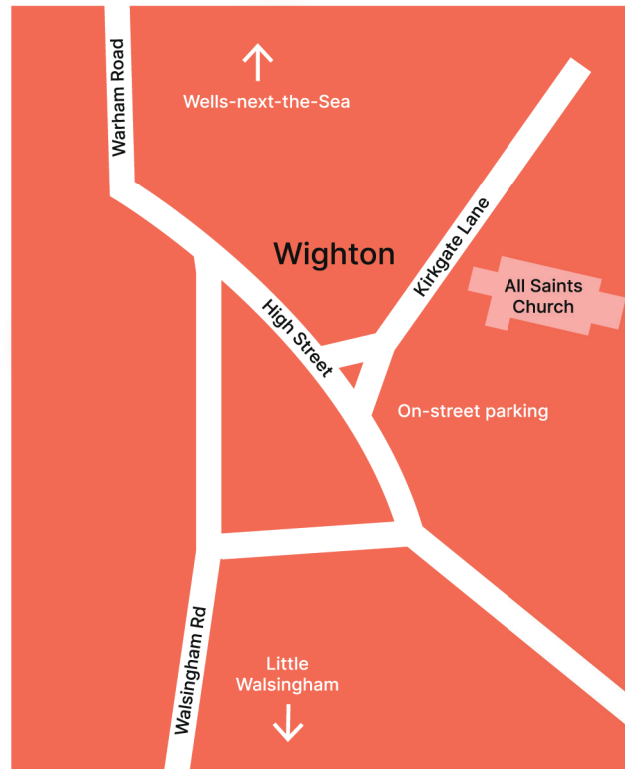 Warham Road
Wells-next-the-Sea
Wighton
Kirkgate Lane
All Saints
Church
High Street
On-street parking
Walsingham Rd
Little
Walsingham